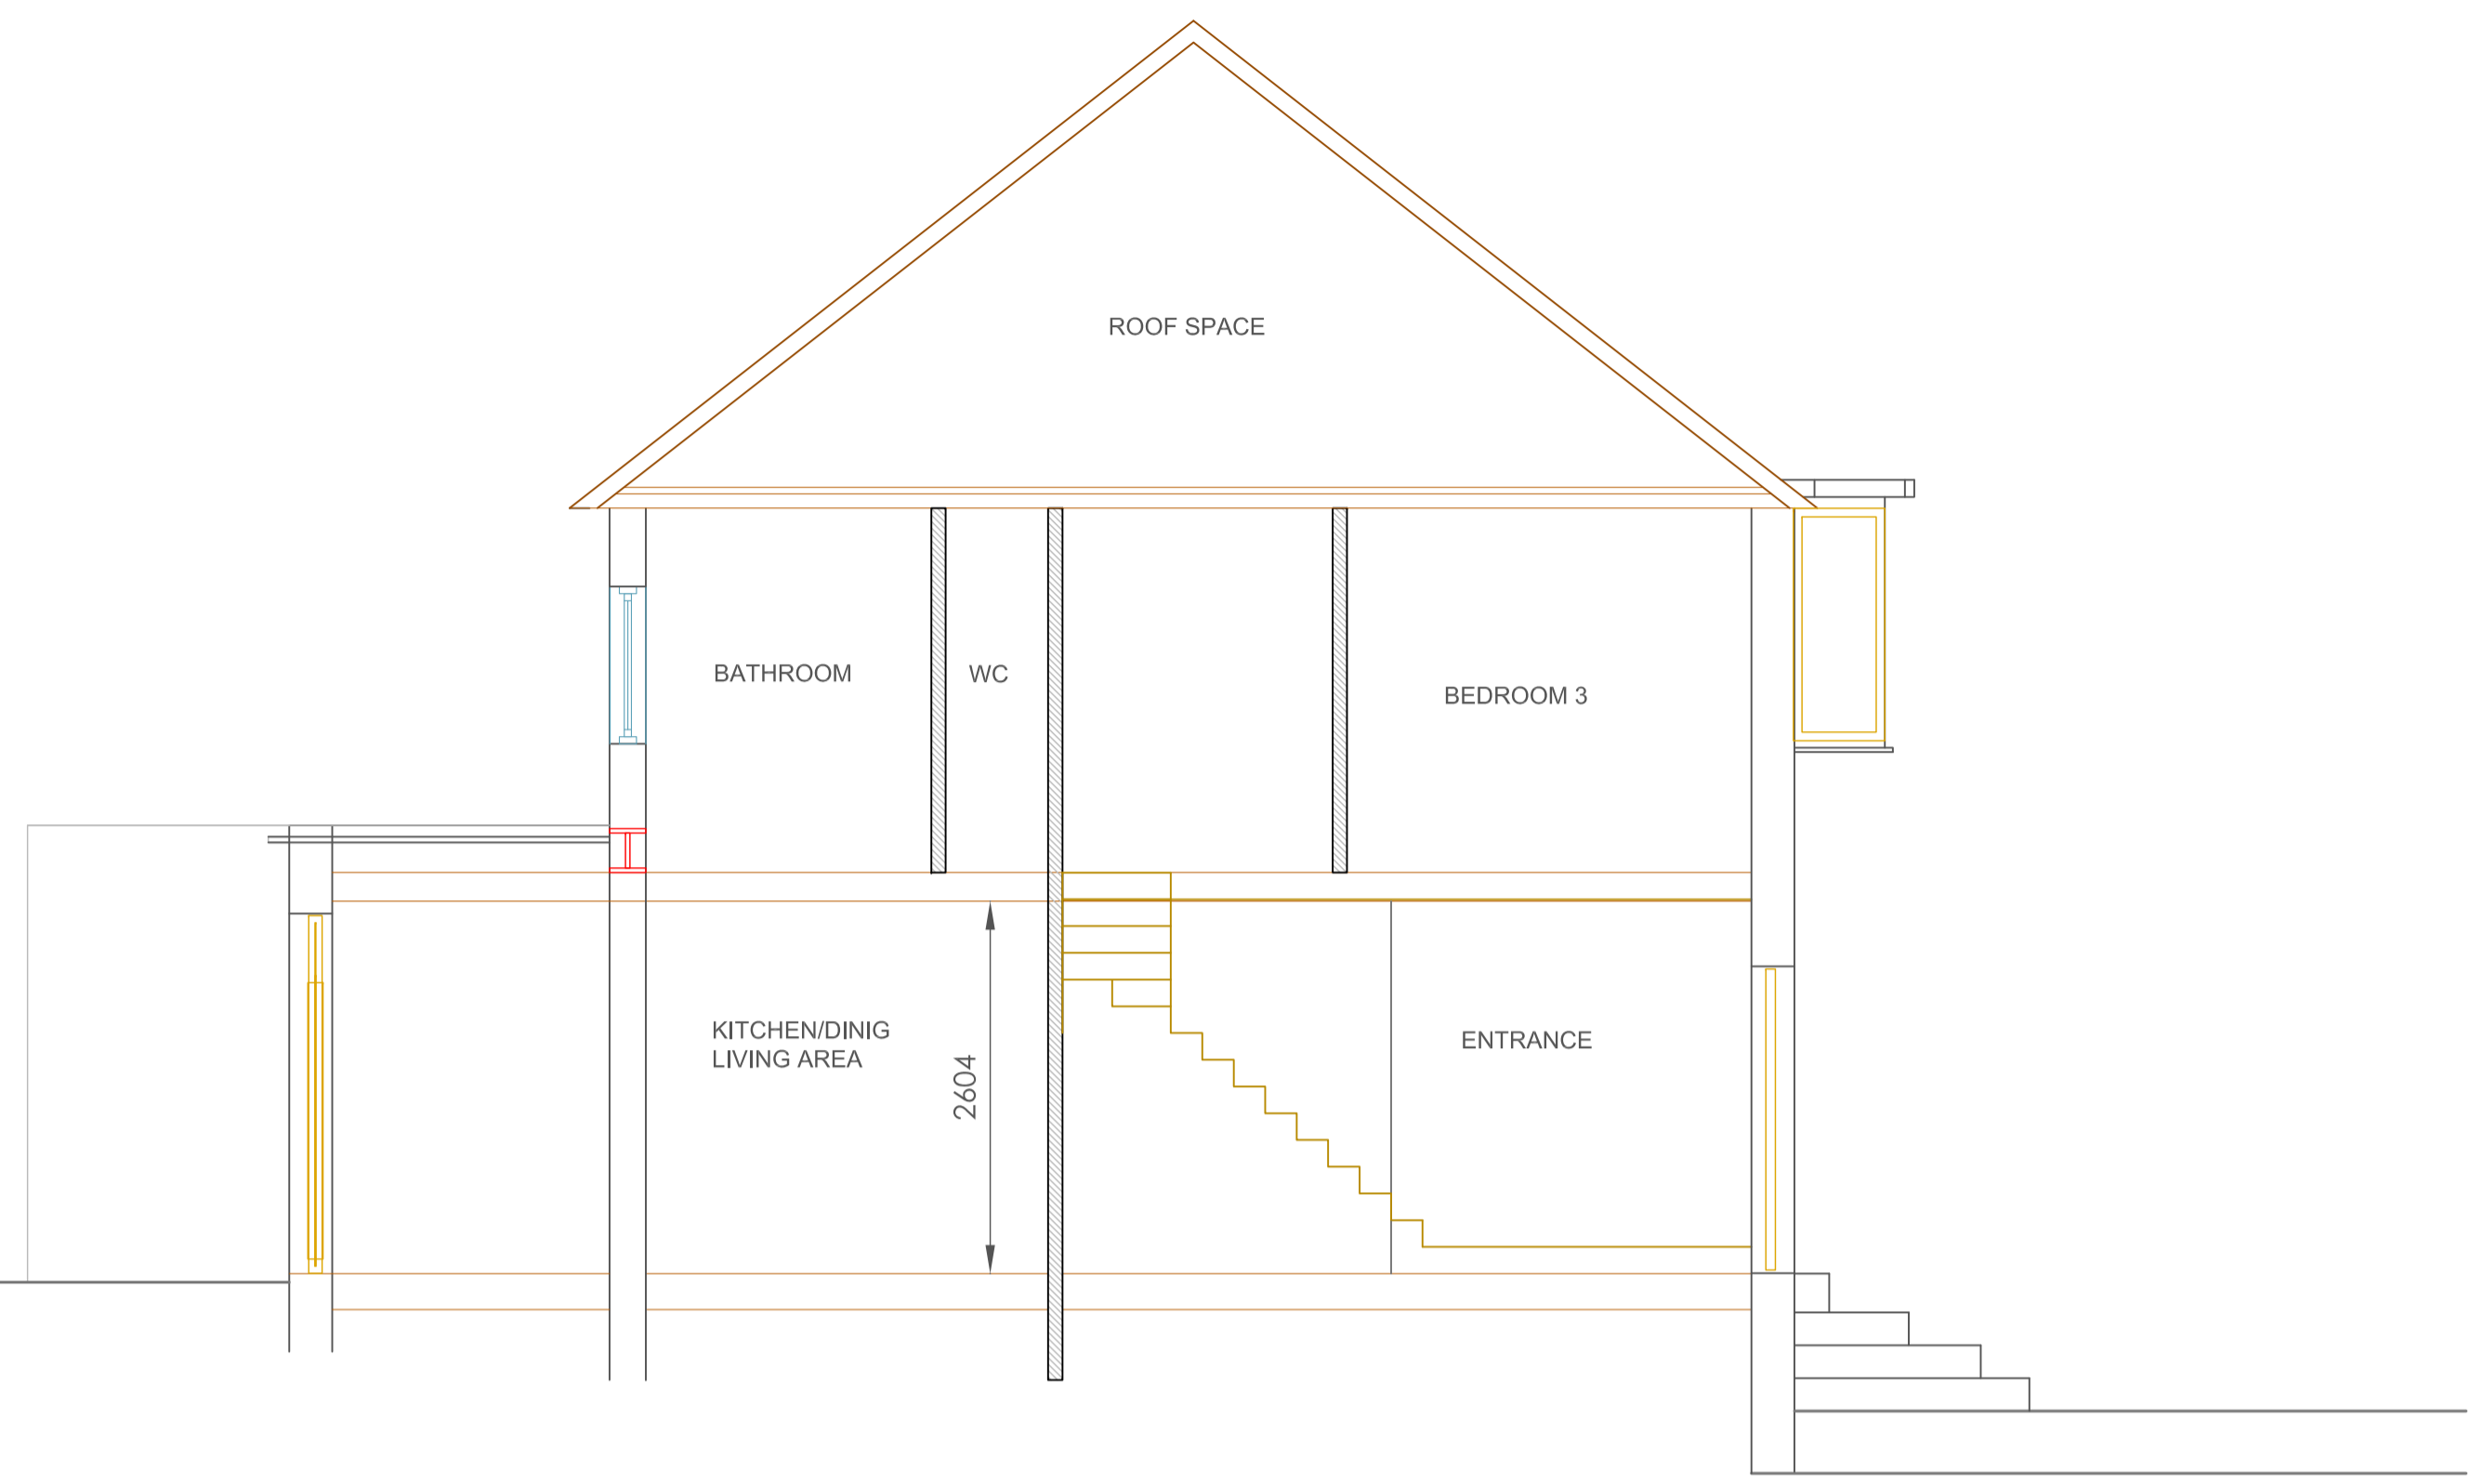 ROOF SPACE
BATHROOM
WC
BEDROOM 3
KITCHEN/DINIG
LIVING AREA
2604
ENTRANCE